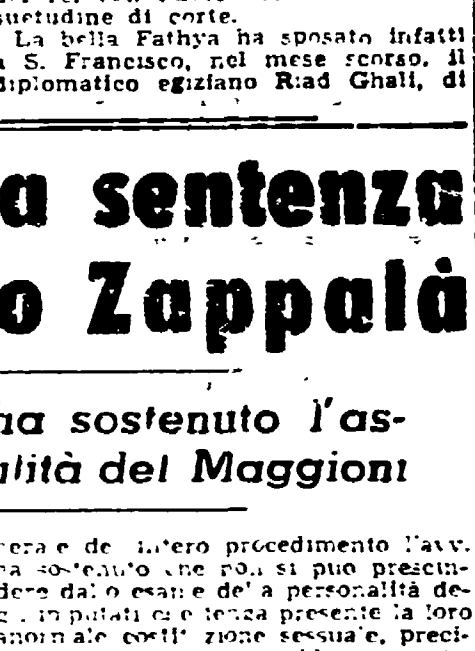 suetudine di corte.
La bella Fathya ha sposato infatti
a S. Francisco, nel mese scorso, il
diplomatico egiziano Riad Ghali, di
a sentenza
o Zappalà
ha sostenuto l'as-
alità del Maggioni
intero procedimento l'avv.
ha sostenuto che non si può prescin-
dere dallo esame della personalità de-
gli imputati e tenga presente la loro
anormale costituzione sessuale, preci-